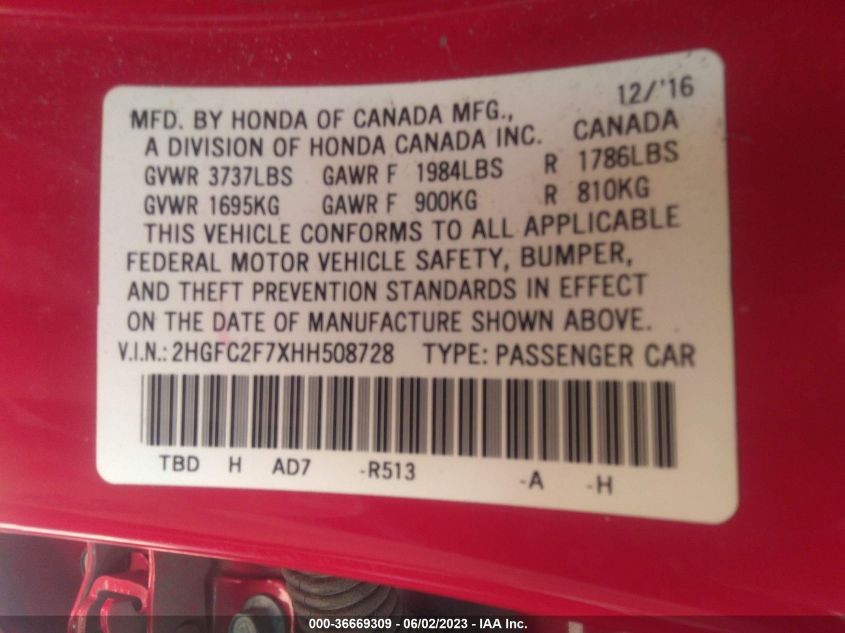 12/'16
MFD. BY HONDA OF CANADA MFG.,
A DIVISION OF HONDA CANADA INC. CANADA
GVWR 3737LBS GAWR F 1984LBS R 1786LBS
GVWR 1695KG GAWR F 900KG R 810KG
THIS VEHICLE CONFORMS TO ALL APPLICABLE
FEDERAL MOTOR VEHICLE SAFETY, BUMPER,
AND THEFT PREVENTION STANDARDS IN EFFECT
ON THE DATE OF MANUFACTURE SHOWN ABOVE.
V.I.N.: 2HGFC2F7XHH508728 TYPE: PASSENGER CAR
TBD H AD7 -R513 -A -H
000-36669309 - 06/02/2023 - IAA Inc.